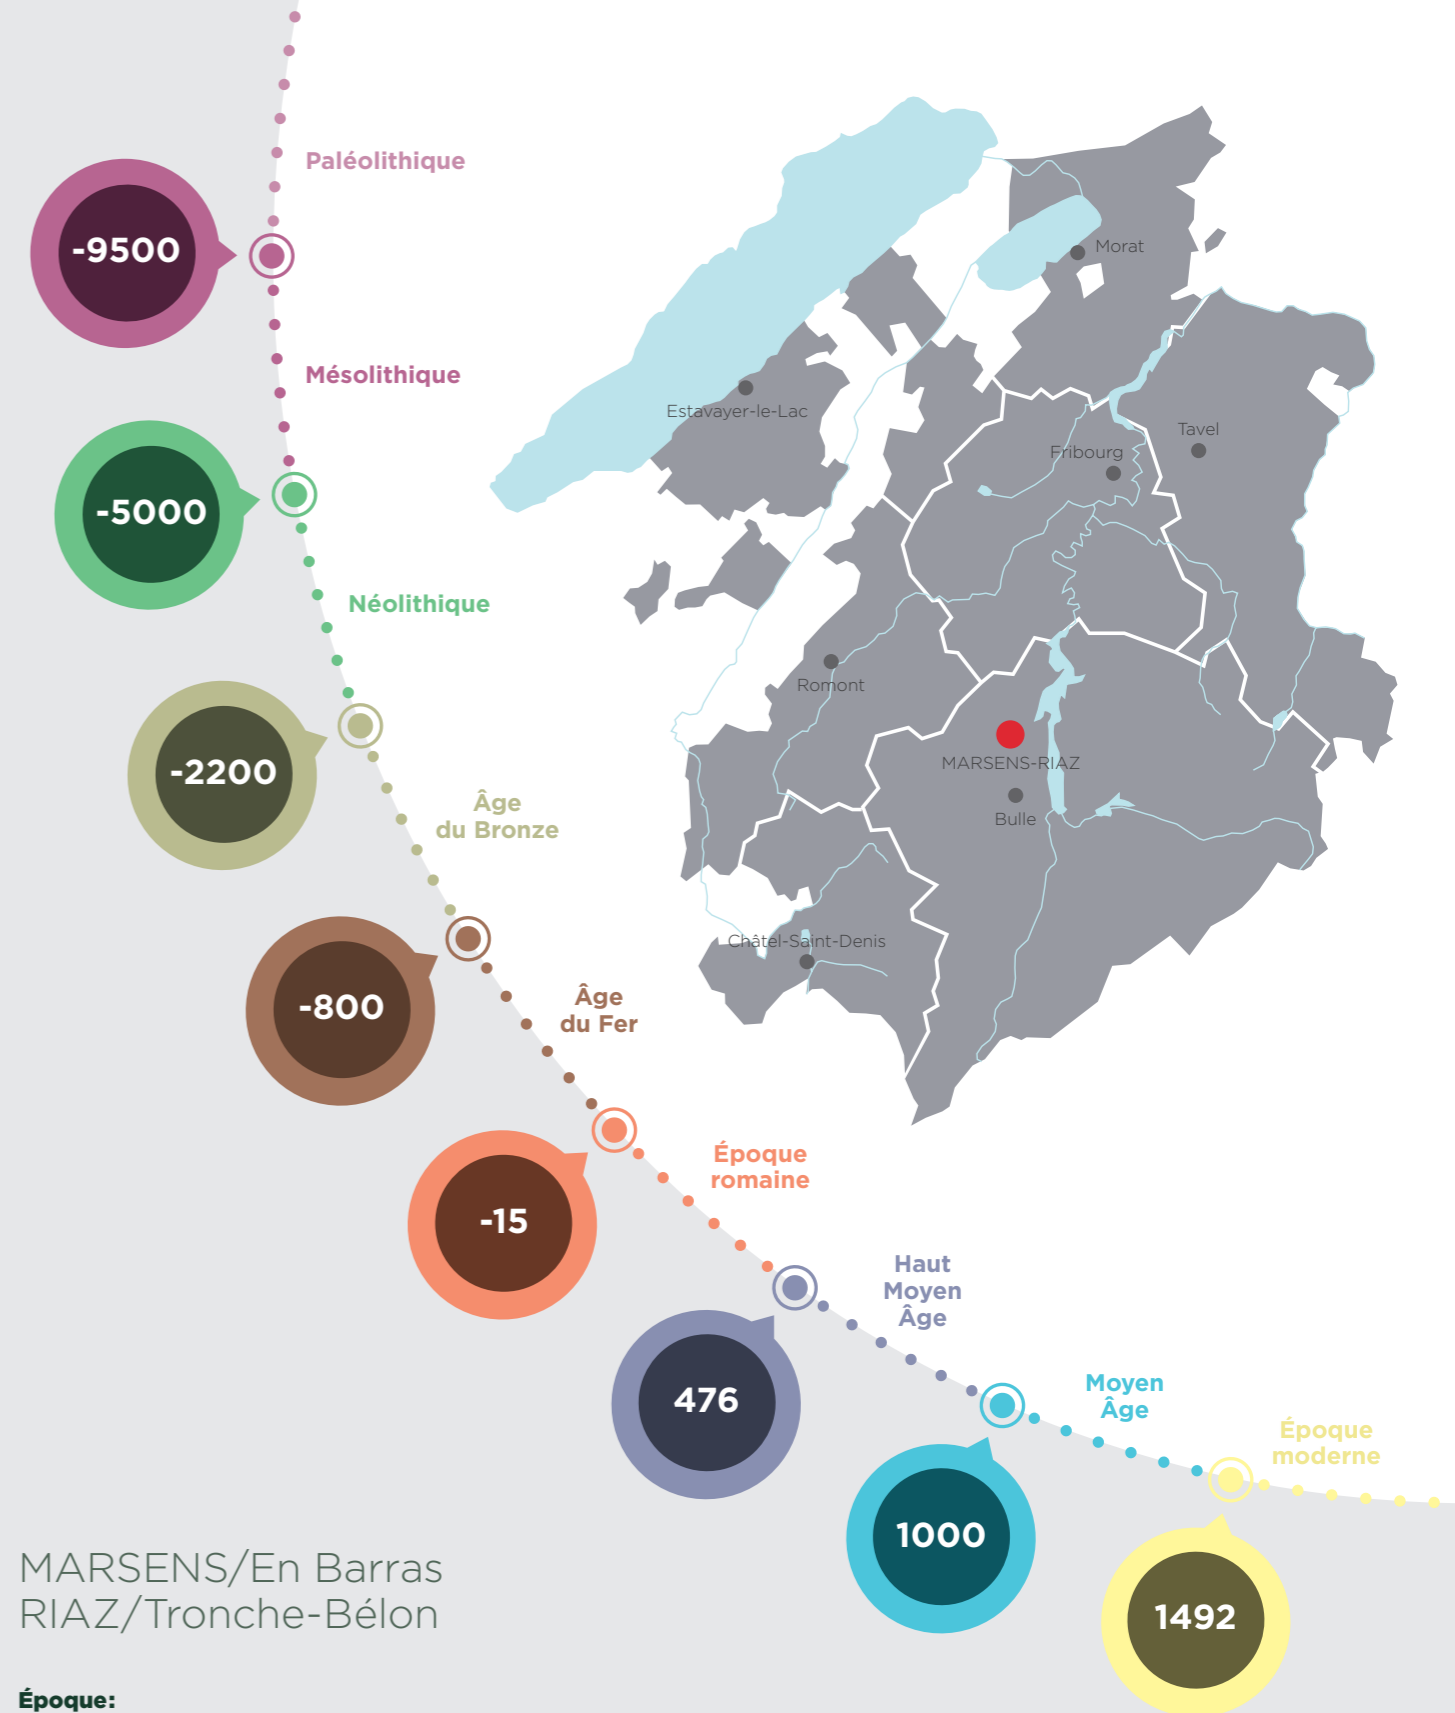 Paléolithique
-9500
Mésolithique
-5000
Néolithique
-2200
Âge
du Bronze
-800
Âge
du Fer
-15
Époque
romaine
476
Haut
Moyen
Âge
1000
Moyen
Âge
1492
Époque
moderne
Morat
Estavayer-le-Lac
Tavel
Fribourg
Romont
MARSENS-RIAZ
Bulle
Châtel-Saint-Denis
MARSENS/En Barras
RIAZ/Tronche-Bélon
Époque: